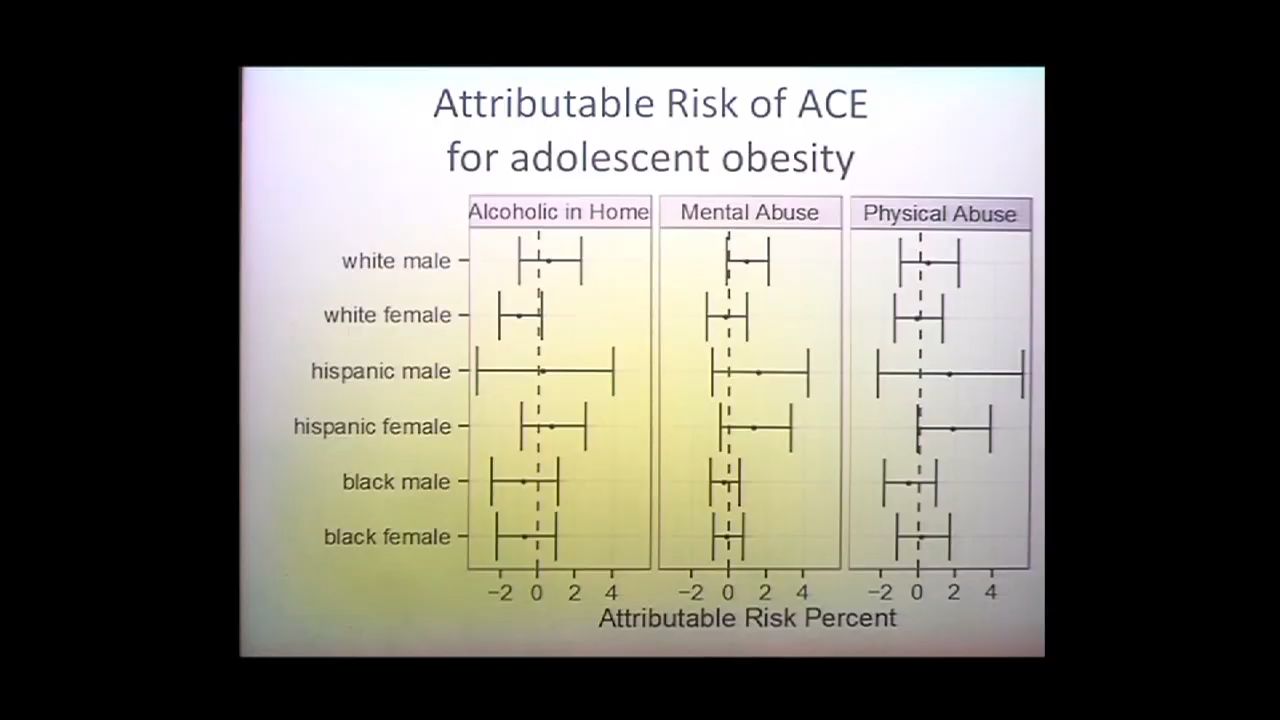 Attributable Risk of ACE
for adolescent obesity
Alcoholic in Home Mental Abuse Physical Abuse
white male
white female
hispanic male
hispanic female
black male
black female
−2 0 2 4 −2 0 2 4 −2 0 2 4
Attributable Risk Percent